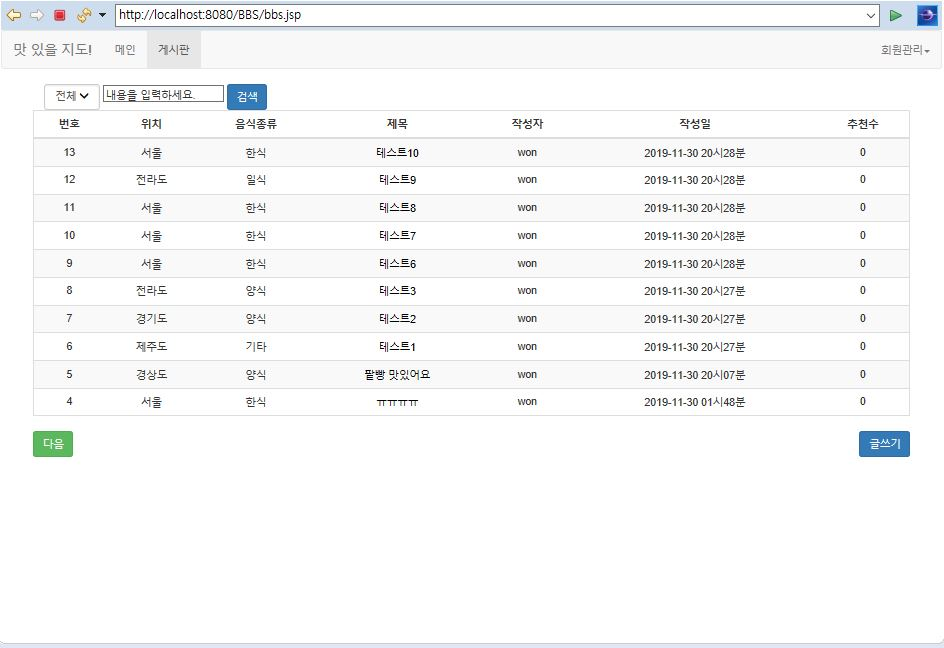 http://localhost:8080/BBS/bbs.jsp
맛 있을 지도! 메인 게시판 회원관리
전체 내용을 입력하세요. 검색
번호 위치 음식종류 제목 작성자 작성일 추천수
13 서울 한식 테스트10 won 2019-11-30 20시28분 0
12 전라도 일식 테스트9 won 2019-11-30 20시28분 0
11 서울 한식 테스트8 won 2019-11-30 20시28분 0
10 서울 한식 테스트7 won 2019-11-30 20시28분 0
9 서울 한식 테스트6 won 2019-11-30 20시28분 0
8 전라도 양식 테스트3 won 2019-11-30 20시27분 0
7 경기도 양식 테스트2 won 2019-11-30 20시27분 0
6 제주도 기타 테스트1 won 2019-11-30 20시27분 0
5 경상도 양식 팥빵 맛있어요 won 2019-11-30 20시07분 0
4 서울 한식 ㅠㅠㅠㅠ won 2019-11-30 01시48분 0
다음 글쓰기